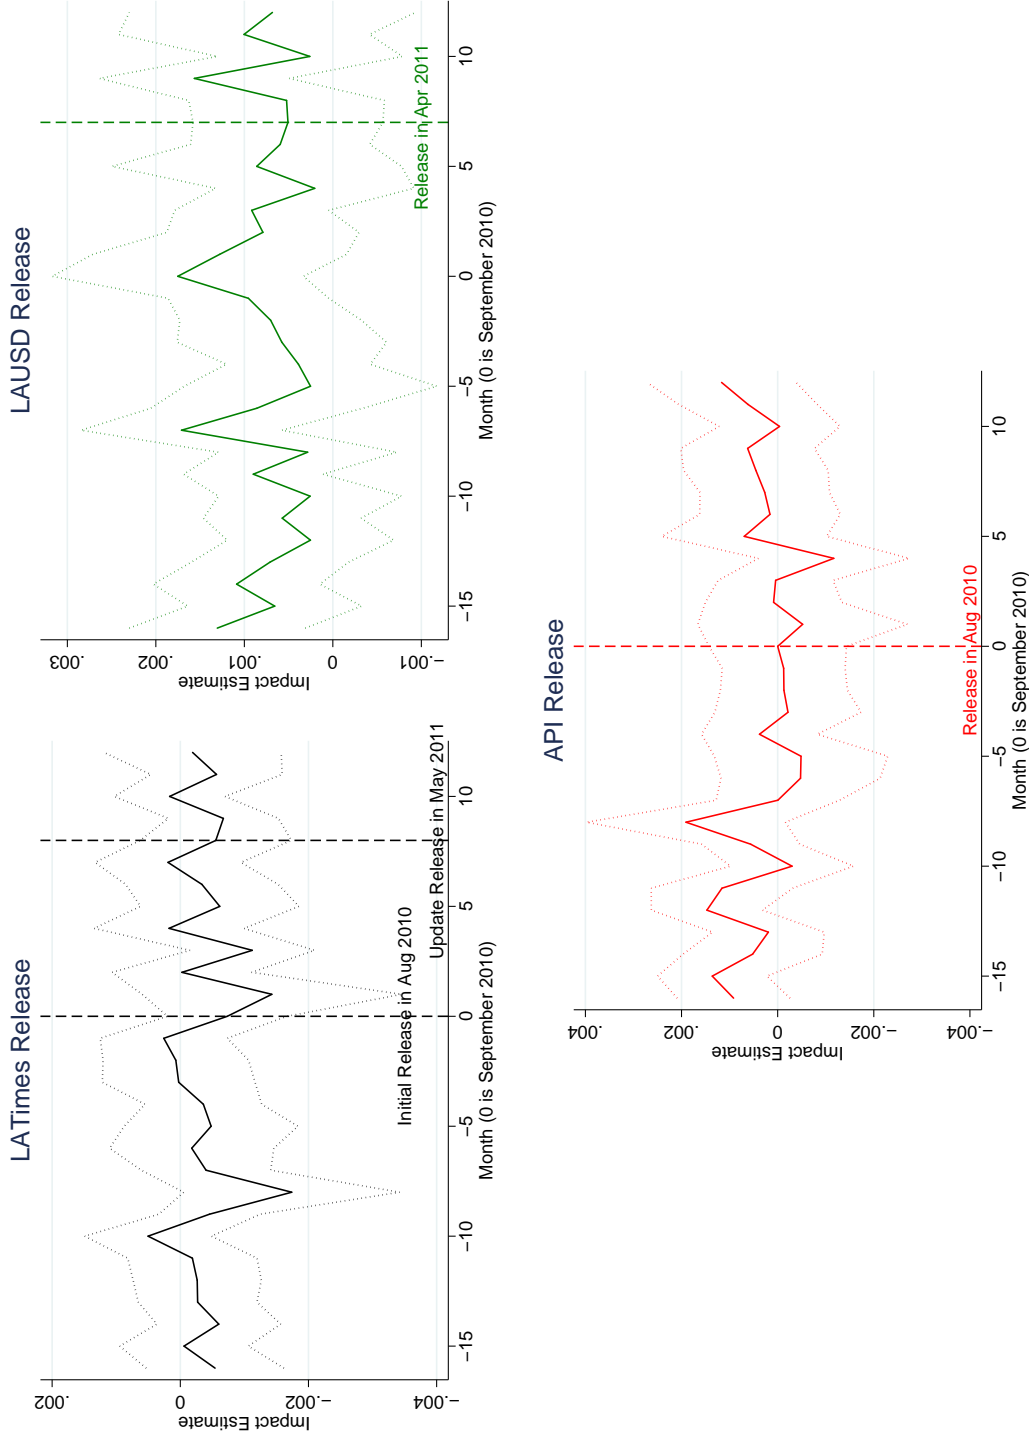 LATimes Release
.002
0
-.002
-.004
Impact Estimate
Initial Release in Aug 2010
Update Release in May 2011
-15
-10
-5
0
5
10
Month (0 is September 2010)
LAUSD Release
.003
.002
.001
0
-.001
Impact Estimate
Release in Apr 2011
-15
-10
-5
0
5
10
Month (0 is September 2010)
API Release
.004
.002
0
-.002
-.004
Impact Estimate
Release in Aug 2010
-15
-10
-5
0
5
10
Month (0 is September 2010)